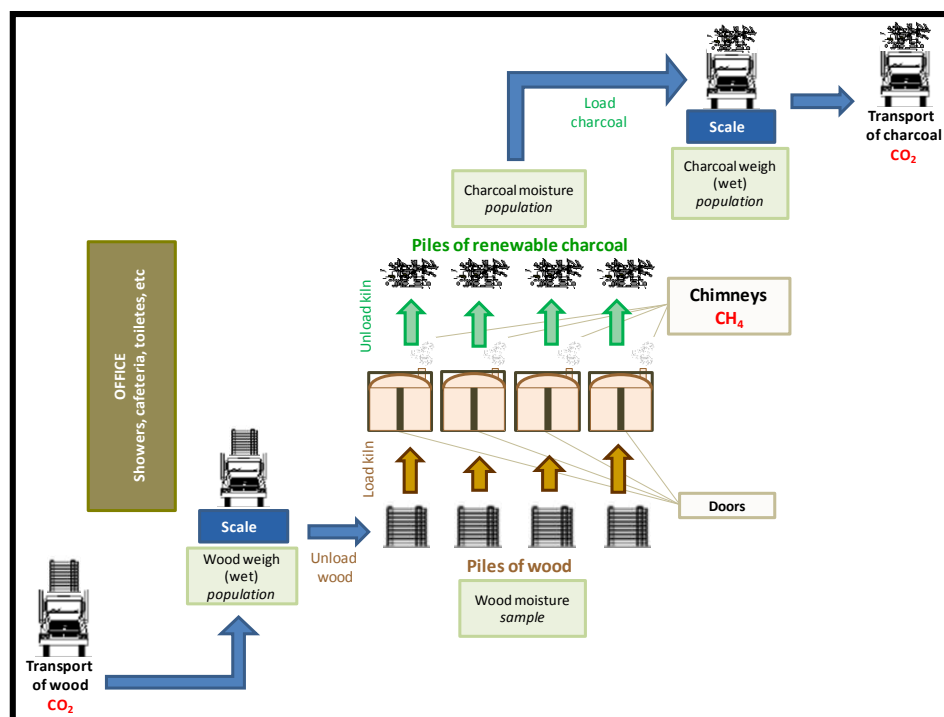 Load
charcoal
Scale
Transport
of charcoal
CO₂
Charcoal weigh
(wet)
population
Charcoal moisture
population
Piles of renewable charcoal
Unload kiln
Chimneys
CH₄
OFFICE
Showers, cafeteria, toiletes, etc
Load kiln
Doors
Scale
Unload
wood
Wood weigh
(wet)
population
Piles of wood
Wood moisture
sample
Transport
of wood
CO₂